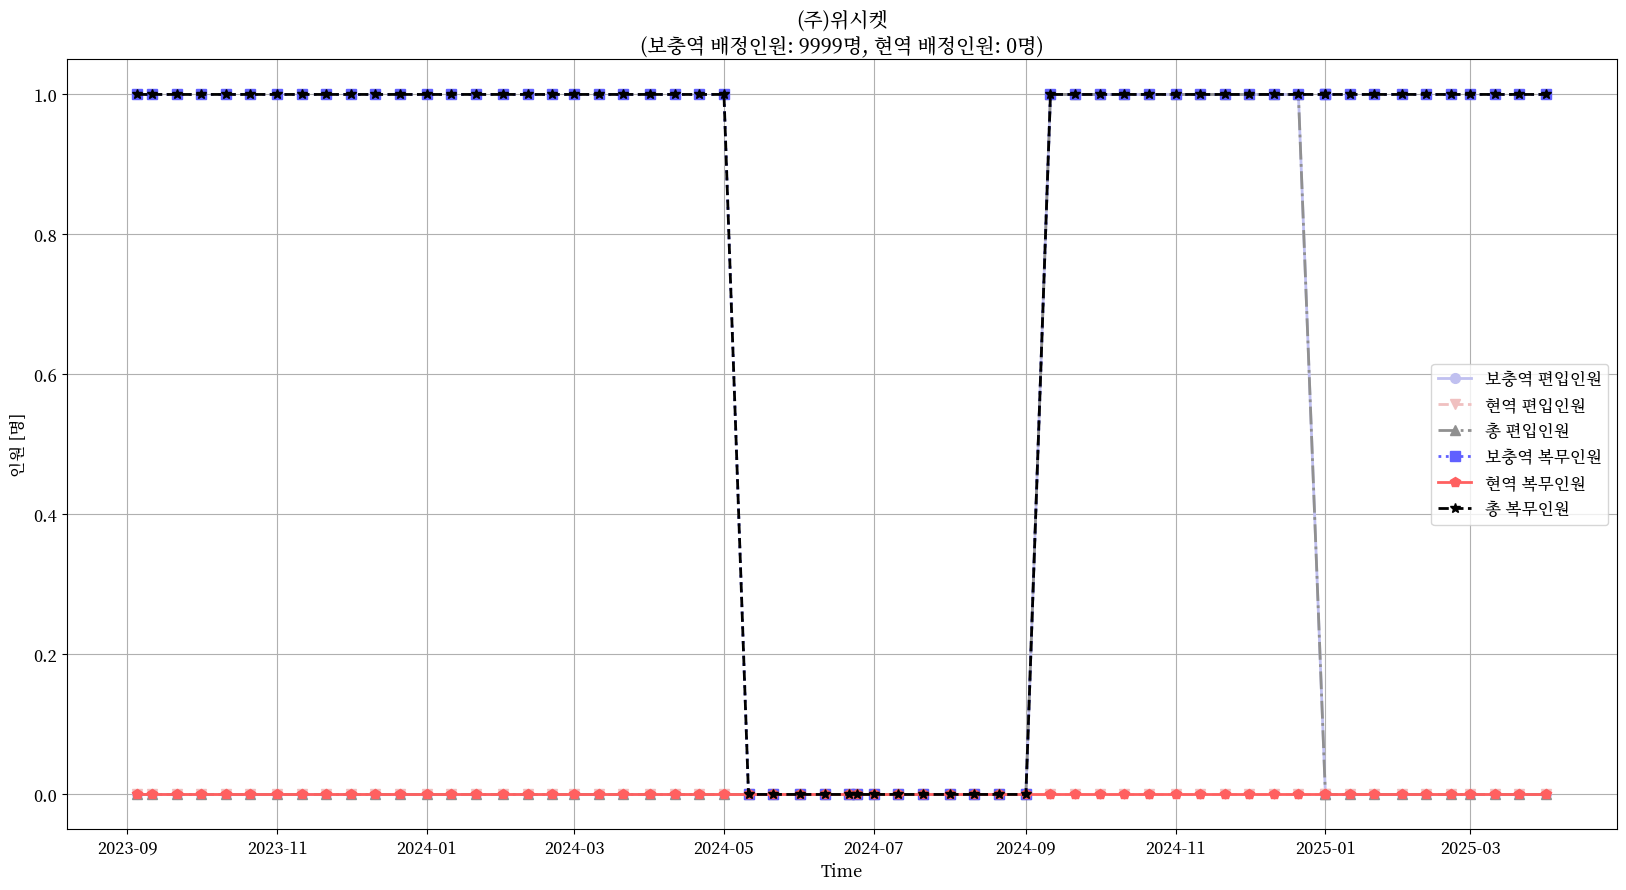 (주)위시켓
(보충역 배정인원: 9999명, 현역 배정인원: 0명)
인원 [명]
1.0
0.8
0.6
0.4
0.2
0.0
보충역 편입인원
현역 편입인원
총 편입인원
보충역 복무인원
현역 복무인원
총 복무인원
2023-09
2023-11
2024-01
2024-03
2024-05
2024-07
2024-09
2024-11
2025-01
2025-03
Time